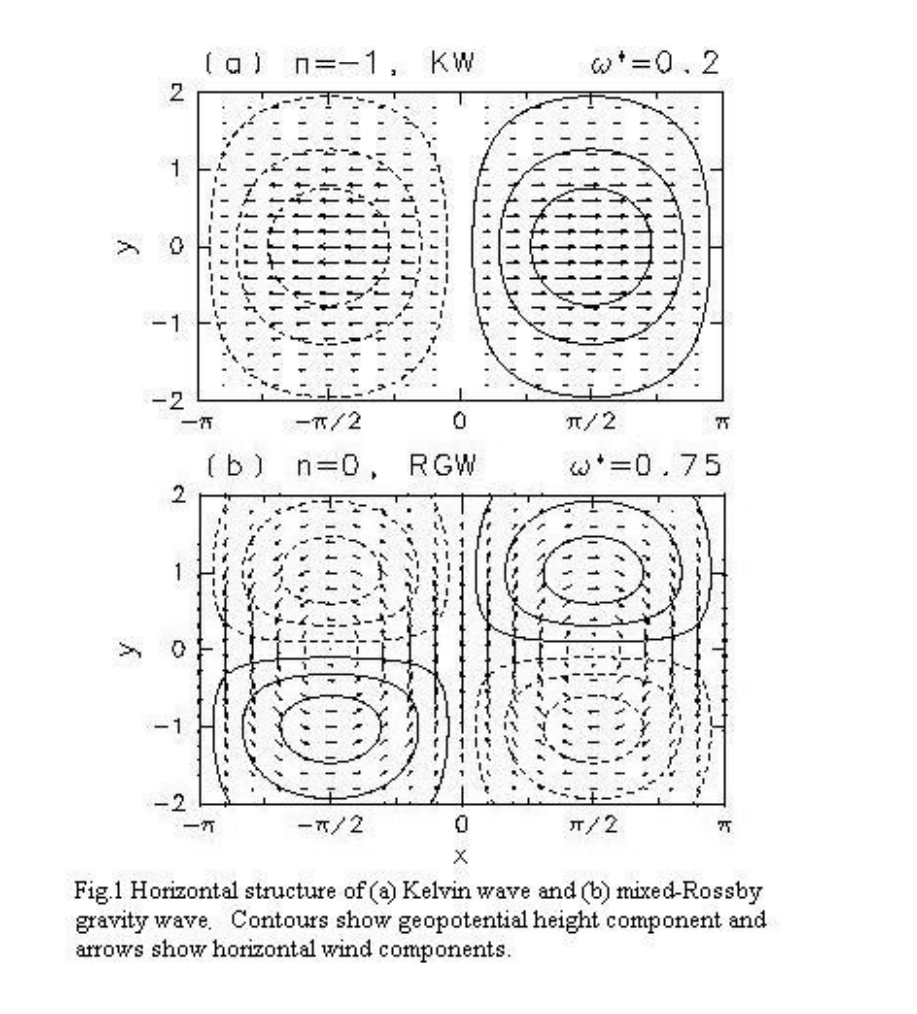 (a) n=-1, KW ω*=0.2
2
1
y 0
-1
-2
-π -π/2 0 π/2 π
(b) n=0, RGW ω*=0.75
2
1
y 0
-1
-2
-π -π/2 0 π/2 π
x
Fig.1 Horizontal structure of (a) Kelvin wave and (b) mixed-Rossby
gravity wave. Contours show geopotential height component and
arrows show horizontal wind components.